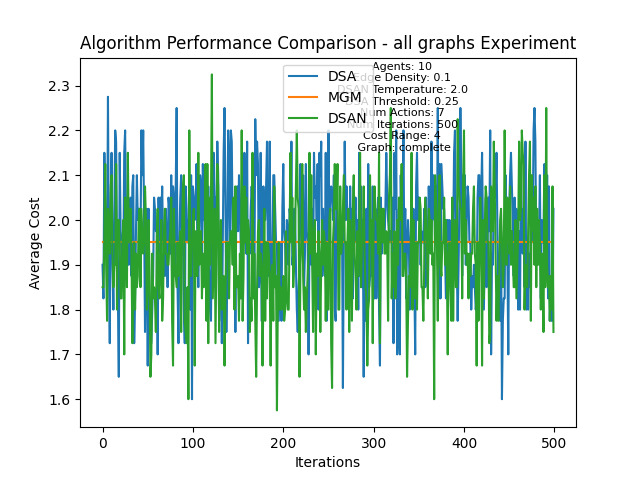 Algorithm Performance Comparison - all graphs Experiment
Agents: 10
Edge Density: 0.1
DSAN Temperature: 2.0
Threshold: 0.25
Num Actions: 7
Num Iterations: 500
Cost Range: 4
Graph: complete
DSA
MGM
DSAN
Average Cost
2.3
2.2
2.1
2.0
1.9
1.8
1.7
1.6
0
100
200
300
400
500
Iterations